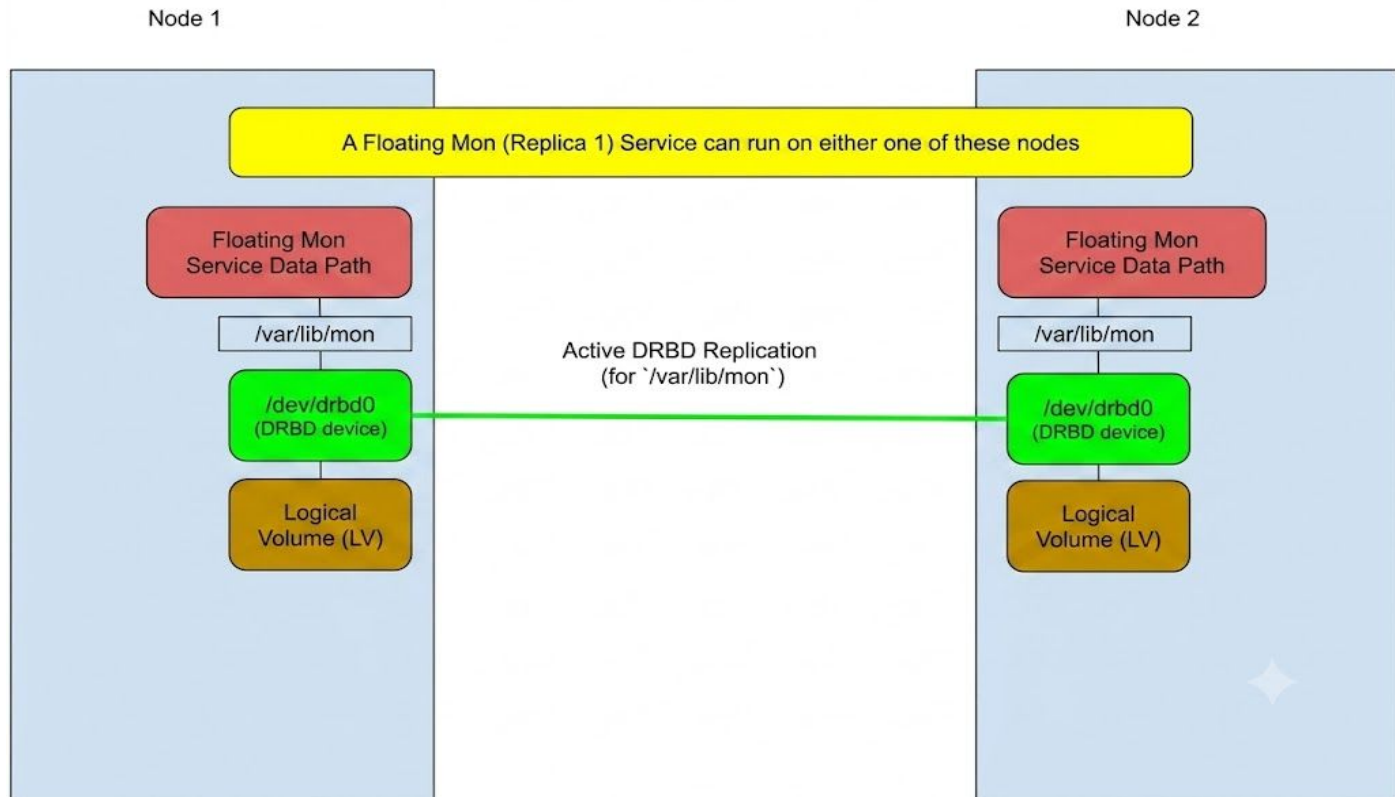 Node 1
Node 2
A Floating Mon (Replica 1) Service can run on either one of these nodes
Floating Mon
Service Data Path
Floating Mon
Service Data Path
/var/lib/mon
/var/lib/mon
Active DRBD Replication
(for `/var/lib/mon`)
/dev/drbd0
(DRBD device)
/dev/drbd0
(DRBD device)
Logical
Volume (LV)
Logical
Volume (LV)